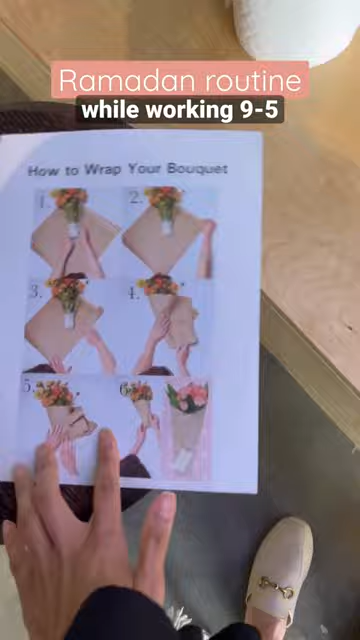 Ramadan routine
while working 9-5
How to Wrap Your Bouquet
1.
2.
3.
4.
5.
6.